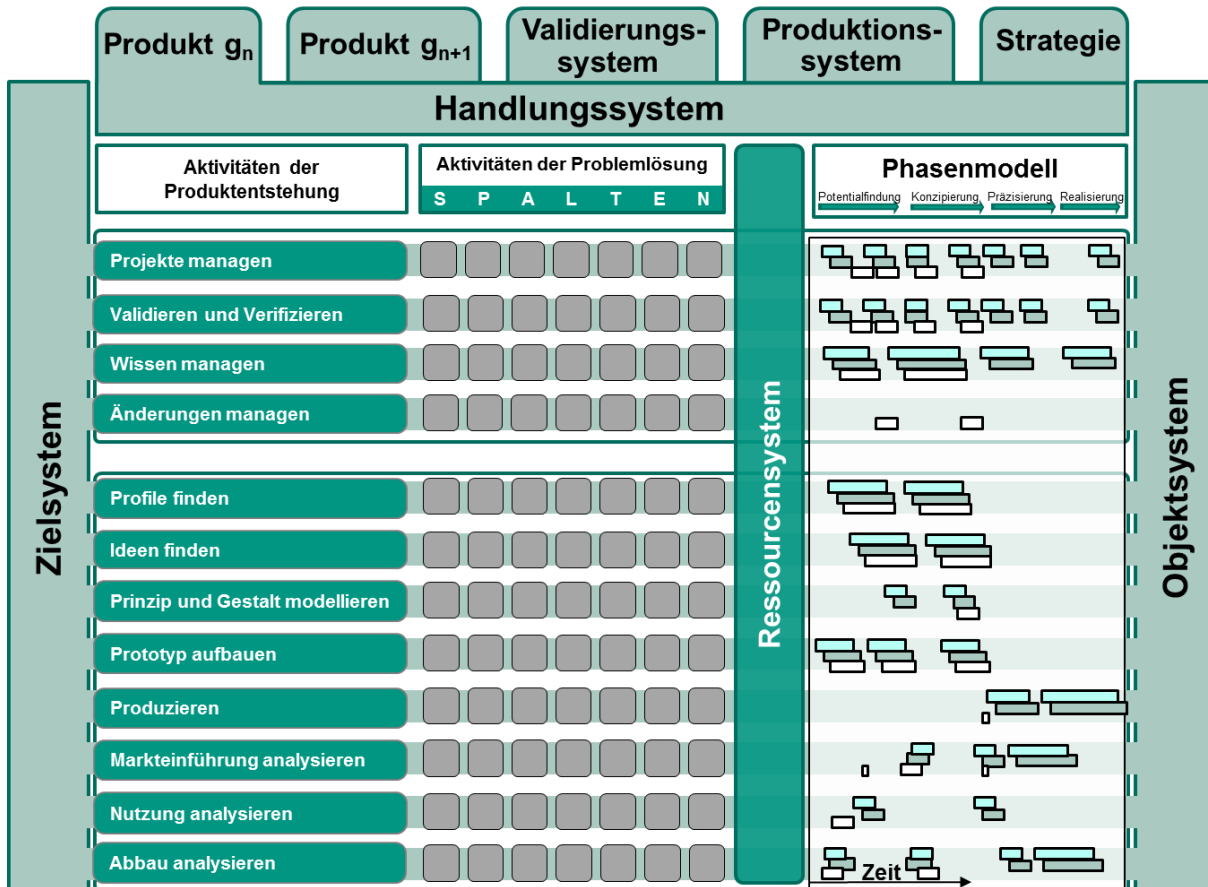 Produkt gn
Produkt gn+1
Validierungs-
system
Produktions-
system
Strategie
Handlungssystem
Zielsystem
Aktivitäten der
Produktentstehung
Aktivitäten der Problemlösung
S P A L T E N
Ressourcensystem
Phasenmodell
Potentialfindung Konzipierung Präzisierung Realisierung
Objektsystem
Projekte managen
Validieren und Verifizieren
Wissen managen
Änderungen managen
Profile finden
Ideen finden
Prinzip und Gestalt modellieren
Prototyp aufbauen
Produzieren
Markteinführung analysieren
Nutzung analysieren
Abbau analysieren
Zeit